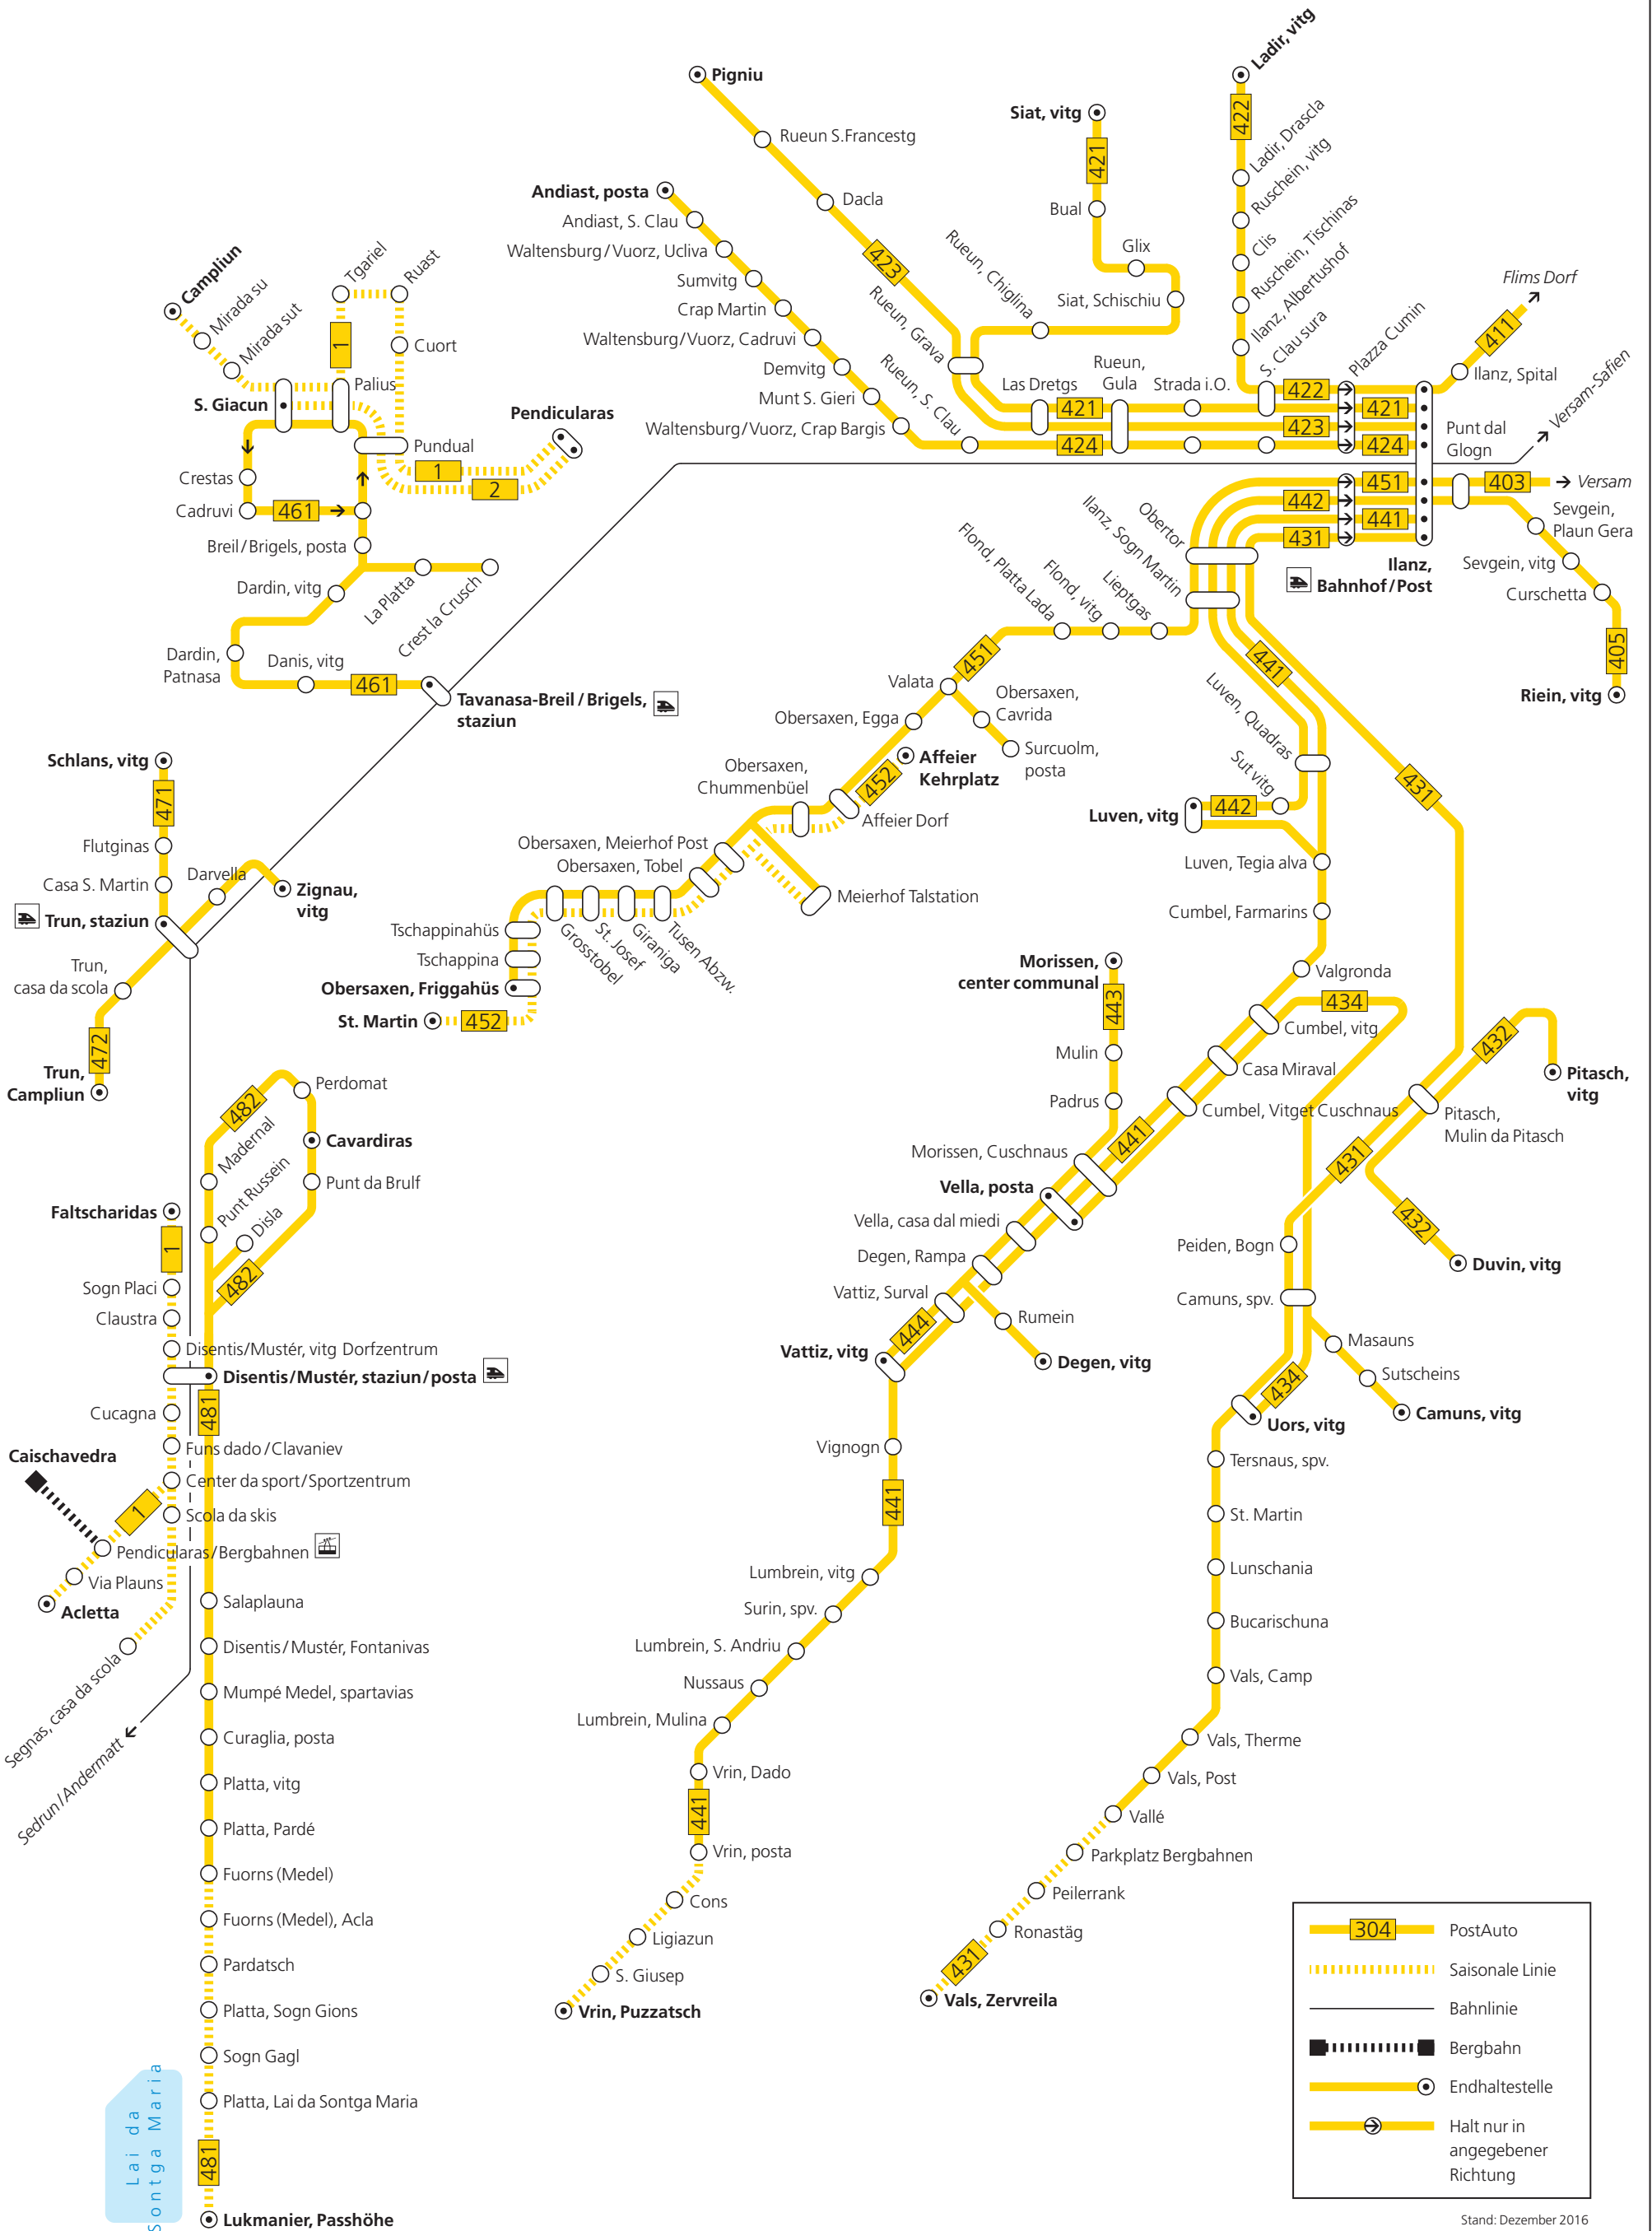 Ladir, vitg
Pigniu
Siat, vitg
422
Rueun S.Francestg
421
Ladir, Drascla
Ruschein, vitg
Andiast, posta
Dacla
Bual
Clis
Andiast, S. Clau
Ruschein, Tischinas
Waltensburg/Vuorz, Ucliva
423
Rueun, Chiglina
Glix
Ilanz, Albertushof
Flims Dorf
Campliun
Mirada su
Mirada sut
Tgariel
Ruast
Sumvitg
Siat, Schischiu
S. Clau sura
Plazza Cumin
411
Crap Martin
Rueun, Grava
Waltensburg/Vuorz, Cadruvi
1
Cuort
Demvitg
Rueun, S. Clau
Las Dretgs
Rueun,
Gula
Strada i.O.
Ilanz, Spital
Versam-Safien
Palius
Munt S. Gieri
422
S. Giacun
Pendicularas
421
421
Waltensburg/Vuorz, Crap Bargis
423
Punt dal
Glogn
Pundual
424
424
1
2
Crestas
451
403
Versam
Cadruvi
461
442
Sevgein,
Plaun Gera
441
Breil/Brigels, posta
Obertor
Ilanz, Sogn Martin
431
Ilanz,
Bahnhof/Post
Sevgein, vitg
Dardin, vitg
La Platta
Crest la Crusch
Flond, Platta Lada
Flond, vitg
Lieptgas
Curschetta
405
Dardin,
Patnasa
Danis, vitg
461
451
441
Valata
Tavanasa-Breil / Brigels,
staziun
Obersaxen,
Cavrida
Luven, Quadras
Riein, vitg
Obersaxen, Egga
Surcuolm,
posta
Schlans, vitg
Affeier
Kehrplatz
Sut vitg
431
Obersaxen,
Chummenbüel
452
471
442
Luven, vitg
Affeier Dorf
Flutginas
Obersaxen, Meierhof Post
Luven, Tegia alva
Obersaxen, Tobel
Casa S. Martin
Darvella
Zignau,
vitg
Meierhof Talstation
Cumbel, Farmarins
Trun, staziun
Tschappinahüs
Grosstobel
St. Josef
Giraniga
Tusen Abzw.
Trun,
casa da scola
Tschappina
Morissen,
center communal
Valgronda
Obersaxen, Friggahüs
443
434
St. Martin
452
Cumbel, vitg
472
432
Mulin
Casa Miraval
Trun,
Campliun
Pitasch,
vitg
Perdomat
482
Padrus
Cumbel, Vitget Cuschnaus
Pitasch,
Mulin da Pitasch
Madernal
Cavardiras
441
Morissen, Cuschnaus
431
Punt Russein
Punt da Brulf
Vella, posta
Faltscharidas
Disla
Vella, casa dal miedi
432
1
Degen, Rampa
Peiden, Bogn
482
Duvin, vitg
Sogn Placi
Vattiz, Surval
Camuns, spv.
Claustra
Rumein
444
Masauns
Disentis/Mustér, vitg Dorfzentrum
Vattiz, vitg
Degen, vitg
Disentis/Mustér, staziun/posta
434
Sutscheins
481
Cucagna
Uors, vitg
Camuns, vitg
Funs dado/Clavaniev
Vignogn
Caischavedra
Tersnaus, spv.
Center da sport/Sportzentrum
1
441
Scola da skis
St. Martin
Pendicularas/Bergbahnen
Lunschania
Via Plauns
Lumbrein, vitg
Acletta
Salaplauna
Surin, spv.
Bucarischuna
Segnas, casa da scola
Disentis/Mustér, Fontanivas
Lumbrein, S. Andriu
Vals, Camp
Mumpé Medel, spartavias
Nussaus
Sedrun/Andermatt
Curaglia, posta
Lumbrein, Mulina
Vals, Therme
Platta, vitg
Vrin, Dado
Vals, Post
441
Platta, Pardé
Vallé
Fuorns (Medel)
Vrin, posta
Parkplatz Bergbahnen
Fuorns (Medel), Acla
Cons
Peilerrank
Pardatsch
Ligiazun
Ronastäg
Platta, Sogn Gions
S. Giusep
431
Vrin, Puzzatsch
Vals, Zervreila
Sogn Gagl
Platta, Lai da Sontga Maria
Lai da
Sontga Maria
481
Lukmanier, Passhöhe
304
PostAuto
Saisonale Linie
Bahnlinie
Bergbahn
Endhaltestelle
Halt nur in
angegebener
Richtung
Stand: Dezember 2016